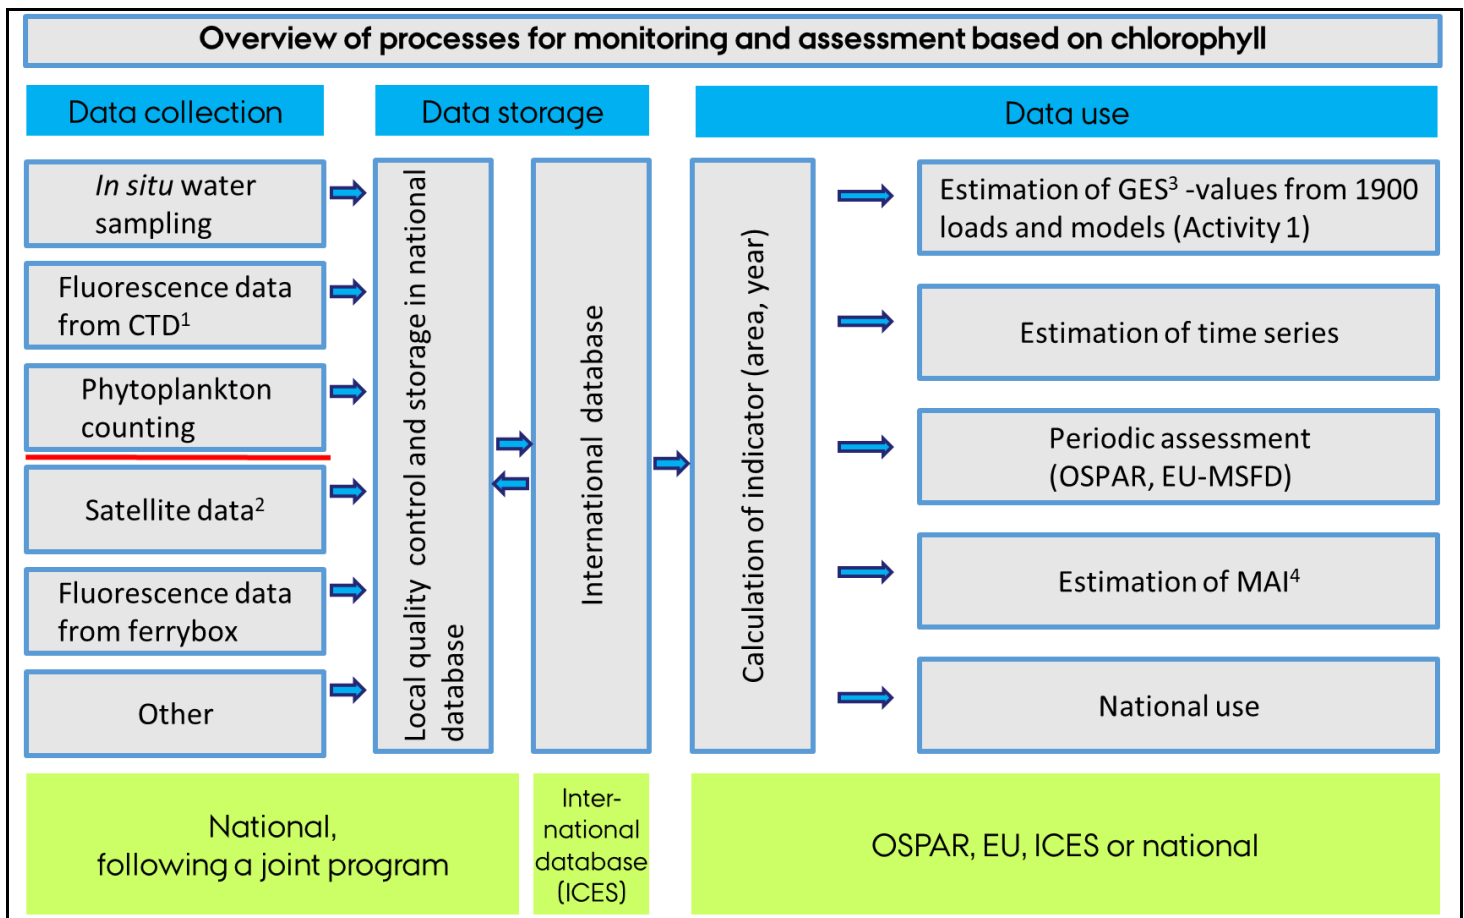 Overview of processes for monitoring and assessment based on chlorophyll
Data collection
Data storage
Data use
In situ water
sampling
Fluorescence data
from CTD¹
Phytoplankton
counting
Satellite data²
Fluorescence data
from ferrybox
Other
Local quality control and storage in national
database
International database
Calculation of indicator (area, year)
Estimation of GES³ -values from 1900
loads and models (Activity 1)
Estimation of time series
Periodic assessment
(OSPAR, EU-MSFD)
Estimation of MAI⁴
National use
National,
following a joint program
Inter-
national
database
(ICES)
OSPAR, EU, ICES or national